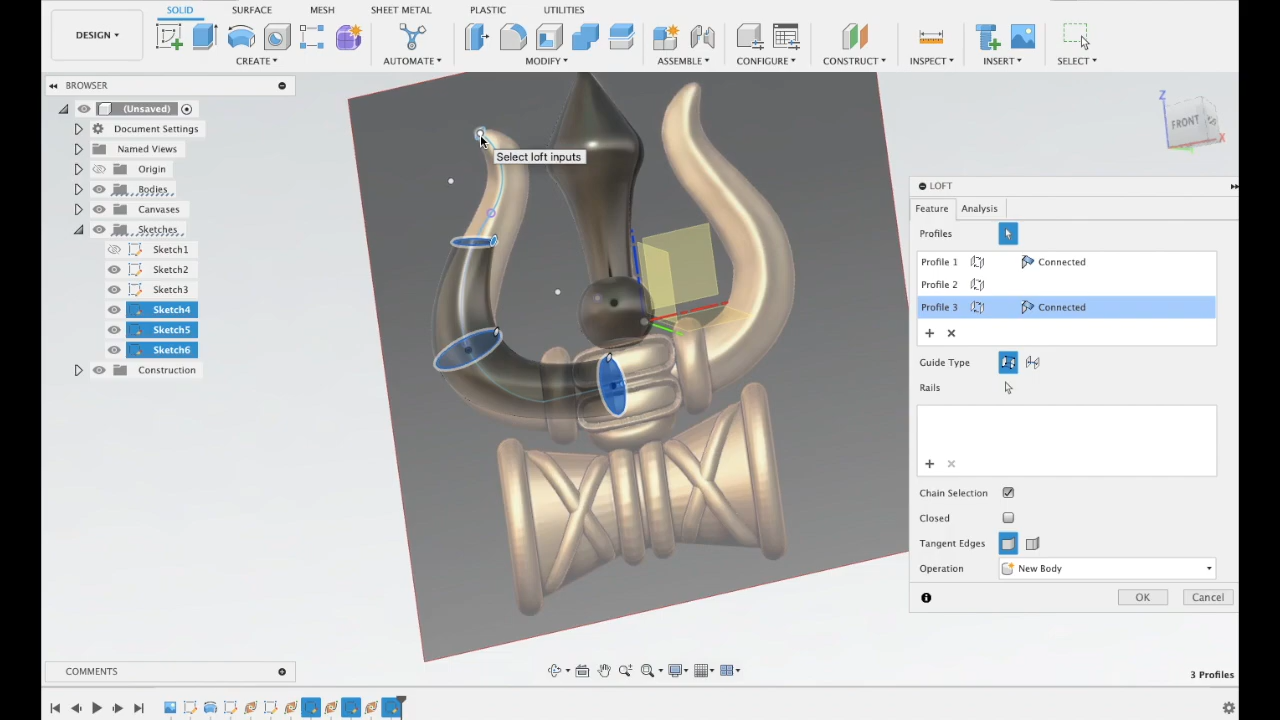 SOLID SURFACE MESH SHEET METAL PLASTIC UTILITIES
DESIGN
CREATE AUTOMATE MODIFY ASSEMBLE CONFIGURE CONSTRUCT INSPECT INSERT SELECT
BROWSER
(Unsaved)
Document Settings
Named Views
Origin
Bodies
Canvases
Sketches
Sketch1
Sketch2
Sketch3
Sketch4
Sketch5
Sketch6
Construction
Select loft inputs
Z
FRONT
X
LOFT
Feature Analysis
Profiles
Profile 1 Connected
Profile 2
Profile 3 Connected
Guide Type
Rails
Chain Selection
Closed
Tangent Edges
Operation New Body
OK Cancel
COMMENTS
3 Profiles